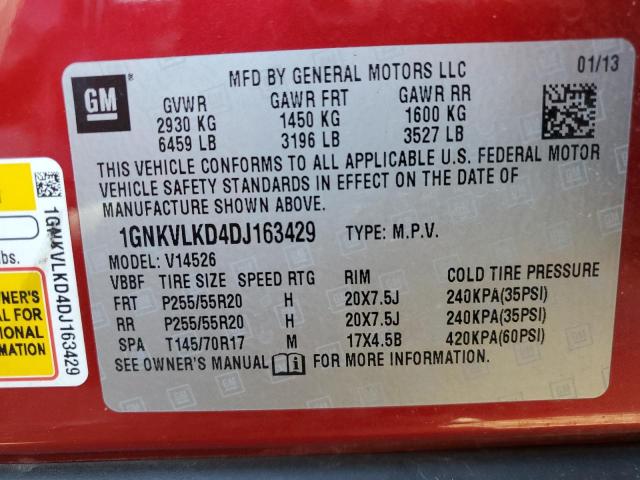 GM
MFD BY GENERAL MOTORS LLC
01/13
GVWR GAWR FRT GAWR RR
2930 KG 1450 KG 1600 KG
6459 LB 3196 LB 3527 LB
THIS VEHICLE CONFORMS TO ALL APPLICABLE U.S. FEDERAL MOTOR
VEHICLE SAFETY STANDARDS IN EFFECT ON THE DATE OF
MANUFACTURE SHOWN ABOVE.
1GNKVLKD4DJ163429 TYPE: M.P.V.
MODEL: V14526
VBBF TIRE SIZE SPEED RTG RIM COLD TIRE PRESSURE
FRT P255/55R20 H 20X7.5J 240KPA(35PSI)
RR P255/55R20 H 20X7.5J 240KPA(35PSI)
SPA T145/70R17 M 17X4.5B 420KPA(60PSI)
SEE OWNER'S MANUAL FOR MORE INFORMATION.
1GNKVLKD4DJ163429
lbs.
WNER'S
AL FOR
TIONAL
MATION